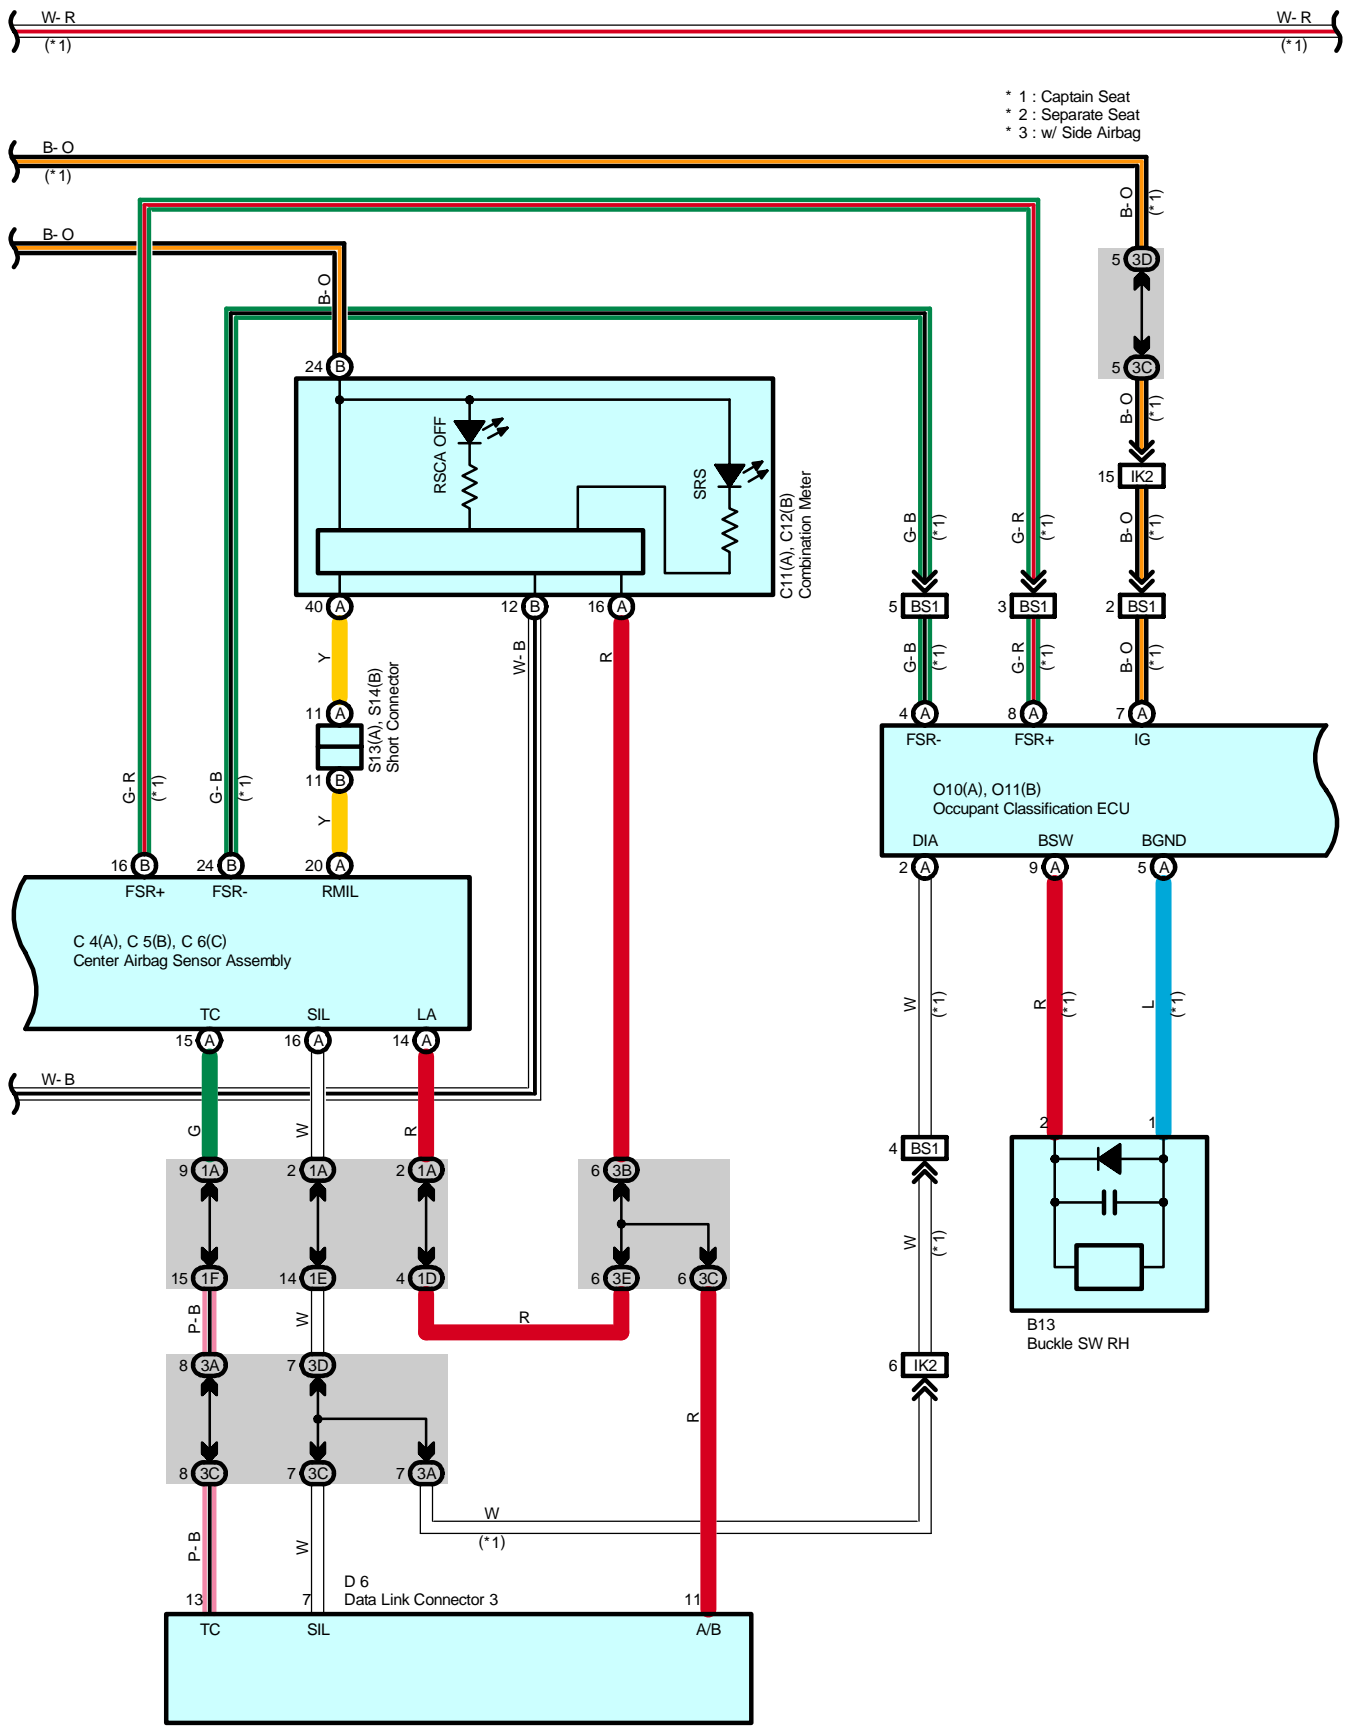 W- R
W- R
(* 1)
(* 1)
* 1 : Captain Seat
* 2 : Separate Seat
* 3 : w/ Side Airbag
B- O
(* 1)
B- O
(* 1)
B- O
B- O
5 3D
5 3C
B- O
(* 1)
15 IK2
24 B
RSCA OFF
SRS
C11(A), C12(B)
Combination Meter
G- B
(* 1)
G- R
(* 1)
B- O
(* 1)
40 A
12 B
16 A
5 BS1
3 BS1
2 BS1
Y
W- B
R
G- B
(* 1)
G- R
(* 1)
B- O
(* 1)
11 A
S13(A), S14(B)
Short Connector
11 B
4 A
8 A
7 A
FSR-
FSR+
IG
O10(A), O11(B)
Occupant Classification ECU
DIA
BSW
BGND
2 A
9 A
5 A
G- R
(* 1)
G- B
(* 1)
Y
16 B
24 B
20 A
FSR+
FSR-
RMIL
C 4(A), C 5(B), C 6(C)
Center Airbag Sensor Assembly
TC
SIL
LA
15 A
16 A
14 A
W
(* 1)
R
(* 1)
L
(* 1)
W- B
G
W
R
2
1
4 BS1
9 1A
2 1A
2 1A
6 3B
15 1F
14 1E
4 1D
6 3E
6 3C
W
(* 1)
B13
Buckle SW RH
P- B
W
R
8 3A
7 3D
6 IK2
R
8 3C
7 3C
7 3A
W
(* 1)
P- B
W
D 6
Data Link Connector 3
13
7
11
TC
SIL
A/B